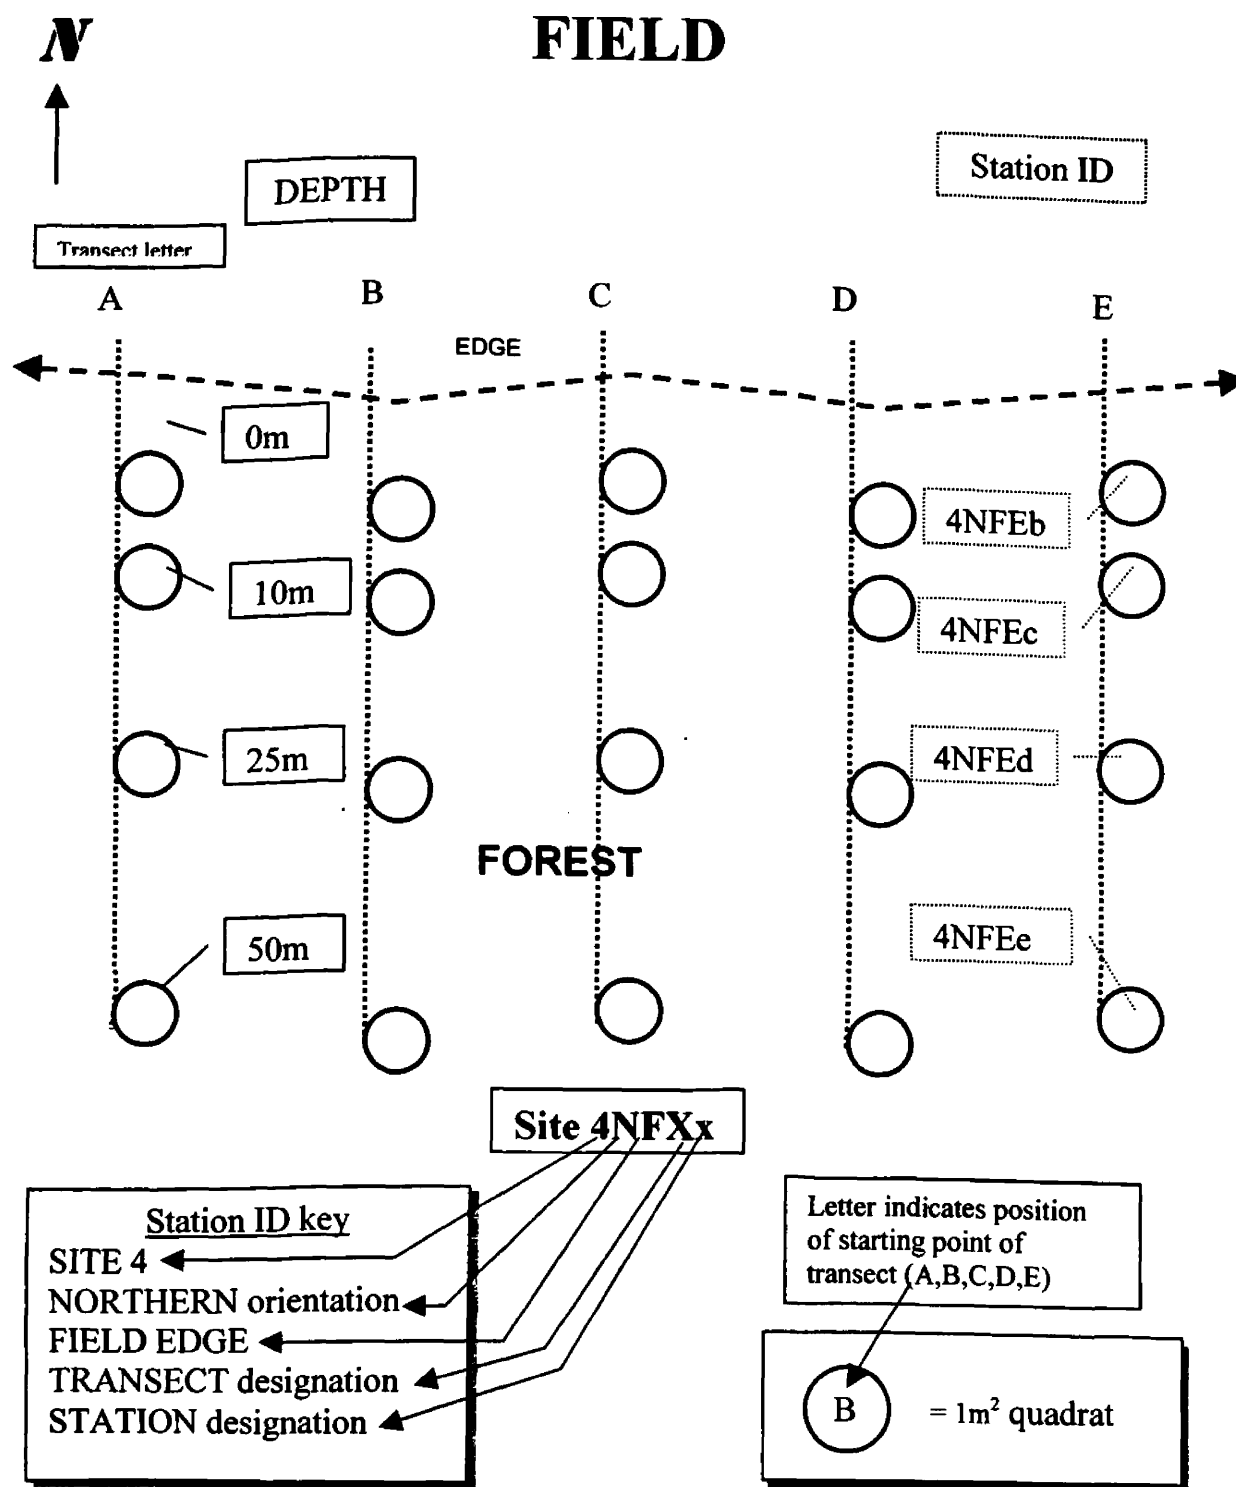 N
FIELD
DEPTH
Station ID
Transect letter
A
B
C
D
E
EDGE
0m
10m
25m
50m
4NFEb
4NFEc
4NFEd
4NFEe
FOREST
Site 4NFXx
Station ID key
SITE 4
NORTHERN orientation
FIELD EDGE
TRANSECT designation
STATION designation
Letter indicates position
of starting point of
transect (A,B,C,D,E)
B
= 1m² quadrat